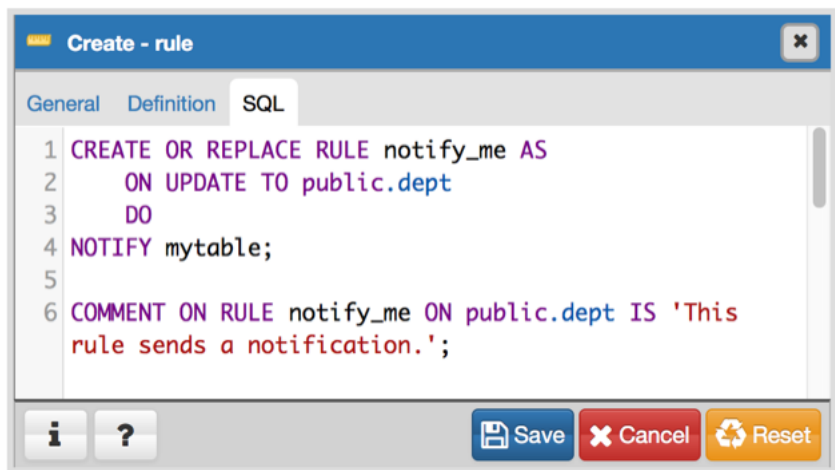 Create - rule
General Definition SQL
1 CREATE OR REPLACE RULE notify_me AS
2 ON UPDATE TO public.dept
3 DO
4 NOTIFY mytable;
5
6 COMMENT ON RULE notify_me ON public.dept IS 'This
rule sends a notification.';
i ? Save Cancel Reset